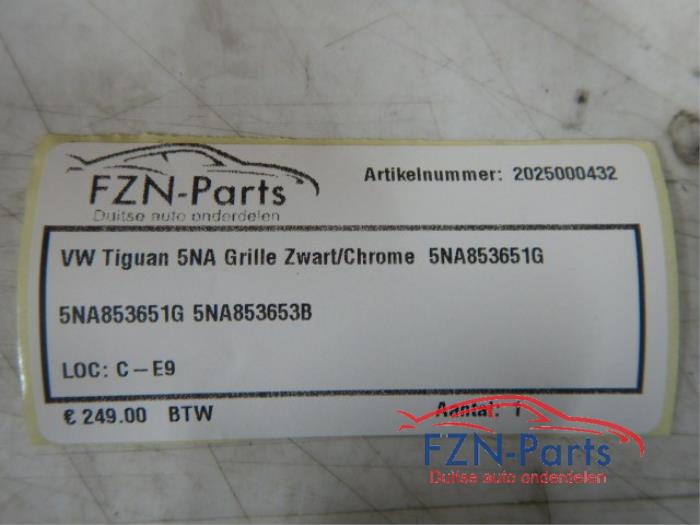 FZN-Parts
Duitse auto onderdelen
Artikelnummer: 2025000432
VW Tiguan 5NA Grille Zwart/Chrome 5NA853651G
5NA853651G 5NA853653B
LOC: C-E9
€ 249.00 BTW
Aantal: 1
FZN-Parts
Duitse auto onderdelen